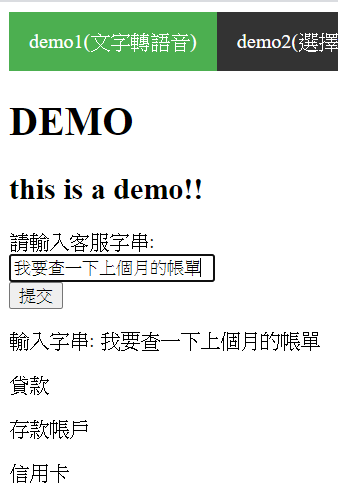 demo1(文字轉語音) demo2(選擇
DEMO
this is a demo!!
請輸入客服字串:
我要查一下上個月的帳單
提交
輸入字串: 我要查一下上個月的帳單
貸款
存款帳戶
信用卡